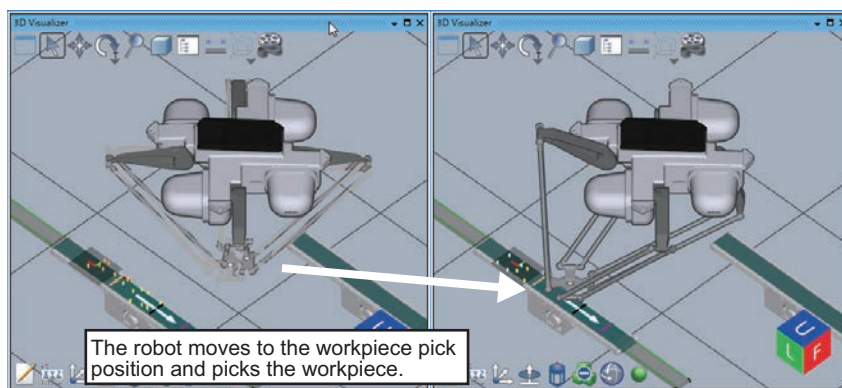 3D Visualizer
3D Visualizer
U
L
F
The robot moves to the workpiece pick
position and picks the workpiece.